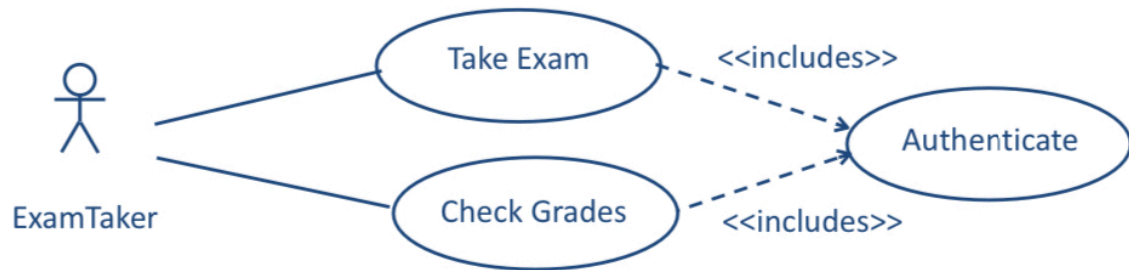 Take Exam
<<includes>>
Authenticate
ExamTaker
Check Grades
<<includes>>